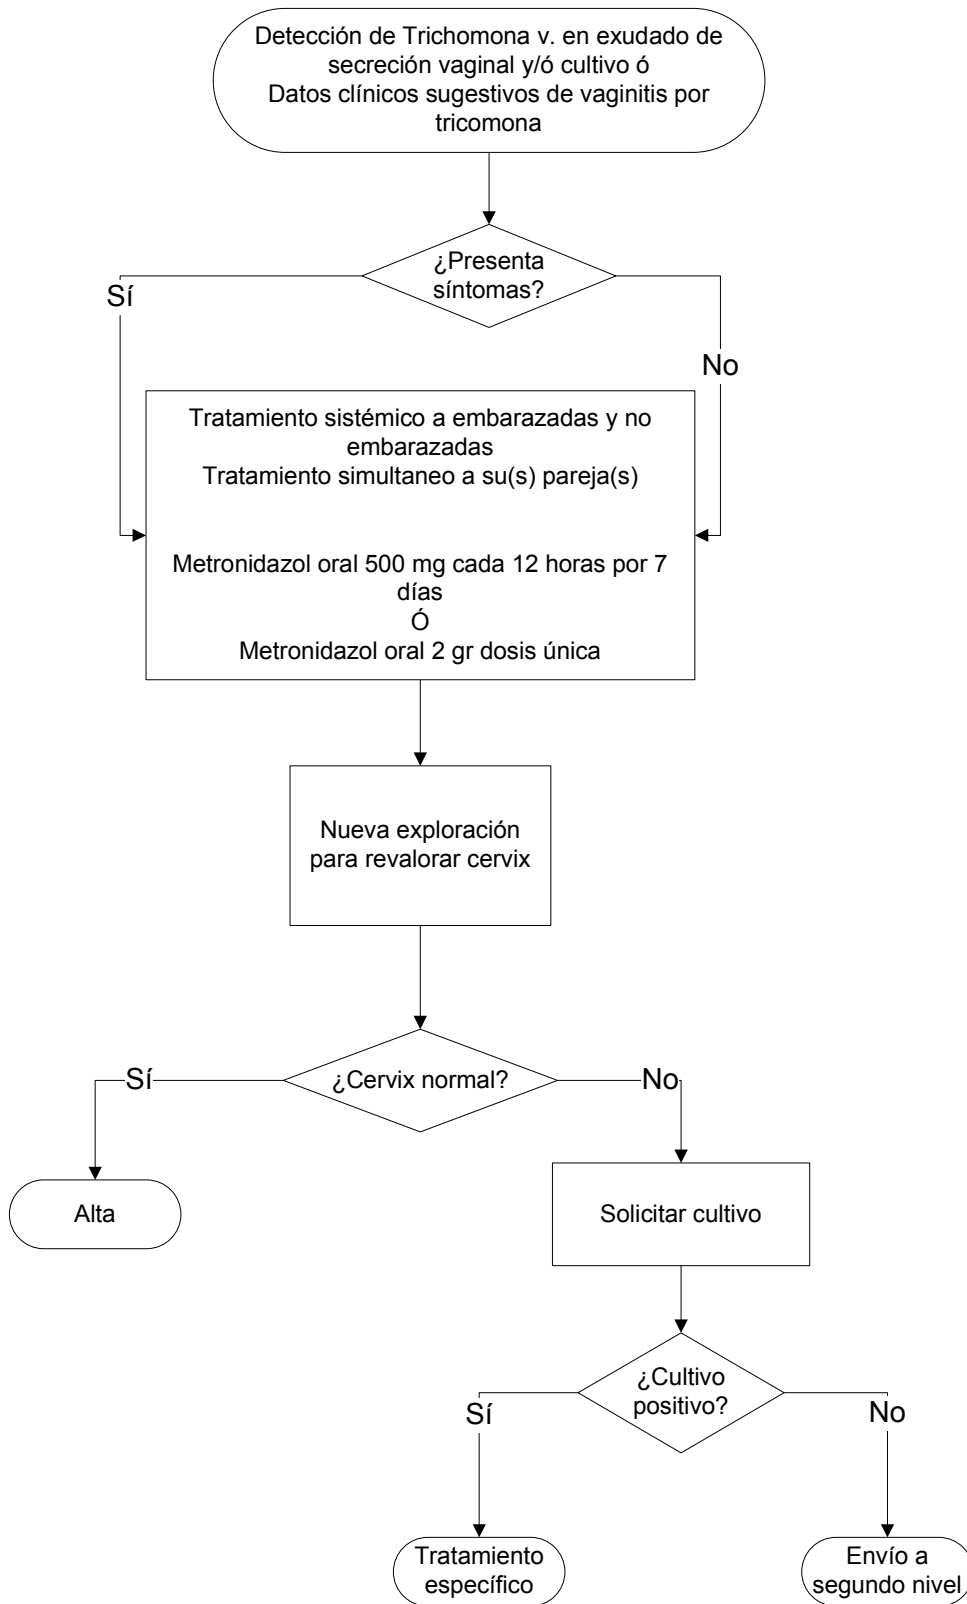 Detección de Trichomona v. en exudado de
secreción vaginal y/ó cultivo ó
Datos clínicos sugestivos de vaginitis por
tricomona
¿Presenta
síntomas?
Sí
No
Tratamiento sistémico a embarazadas y no
embarazadas
Tratamiento simultaneo a su(s) pareja(s)
Metronidazol oral 500 mg cada 12 horas por 7
días
Ó
Metronidazol oral 2 gr dosis única
Nueva exploración
para revalorar cervix
¿Cervix normal?
Sí
No
Alta
Solicitar cultivo
¿Cultivo
positivo?
Sí
No
Tratamiento
específico
Envío a
segundo nivel